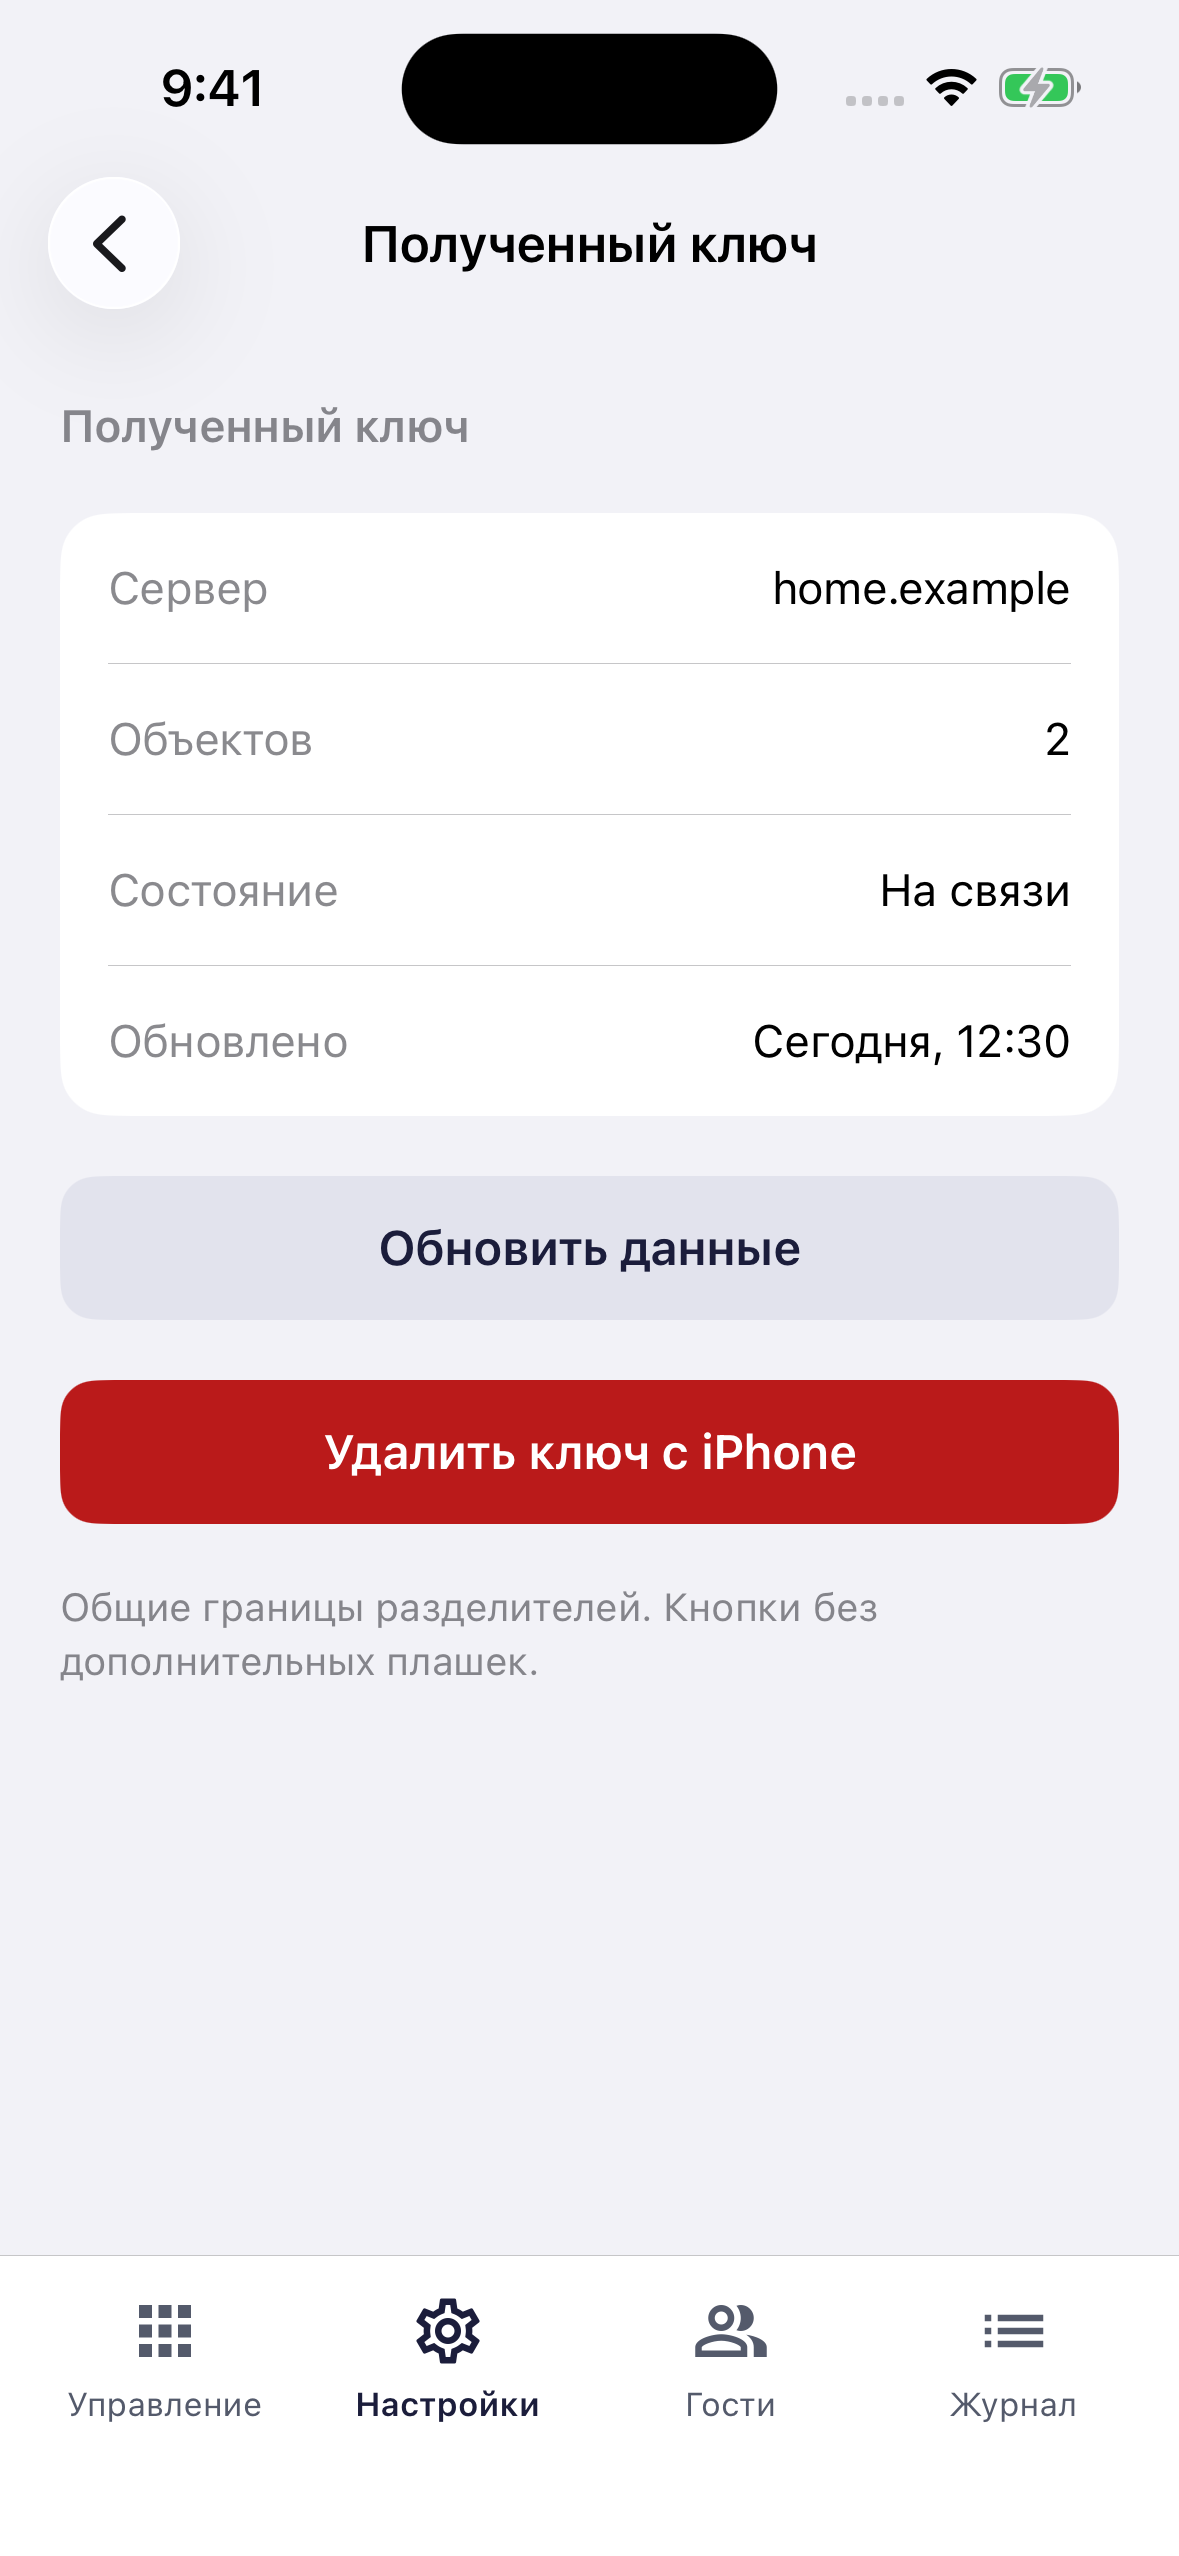 9:41
Полученный ключ
Полученный ключ
Сервер home.example
Объектов 2
Состояние На связи
Обновлено Сегодня, 12:30
Обновить данные
Удалить ключ с iPhone
Общие границы разделителей. Кнопки без
дополнительных плашек.
Управление Настройки Гости Журнал